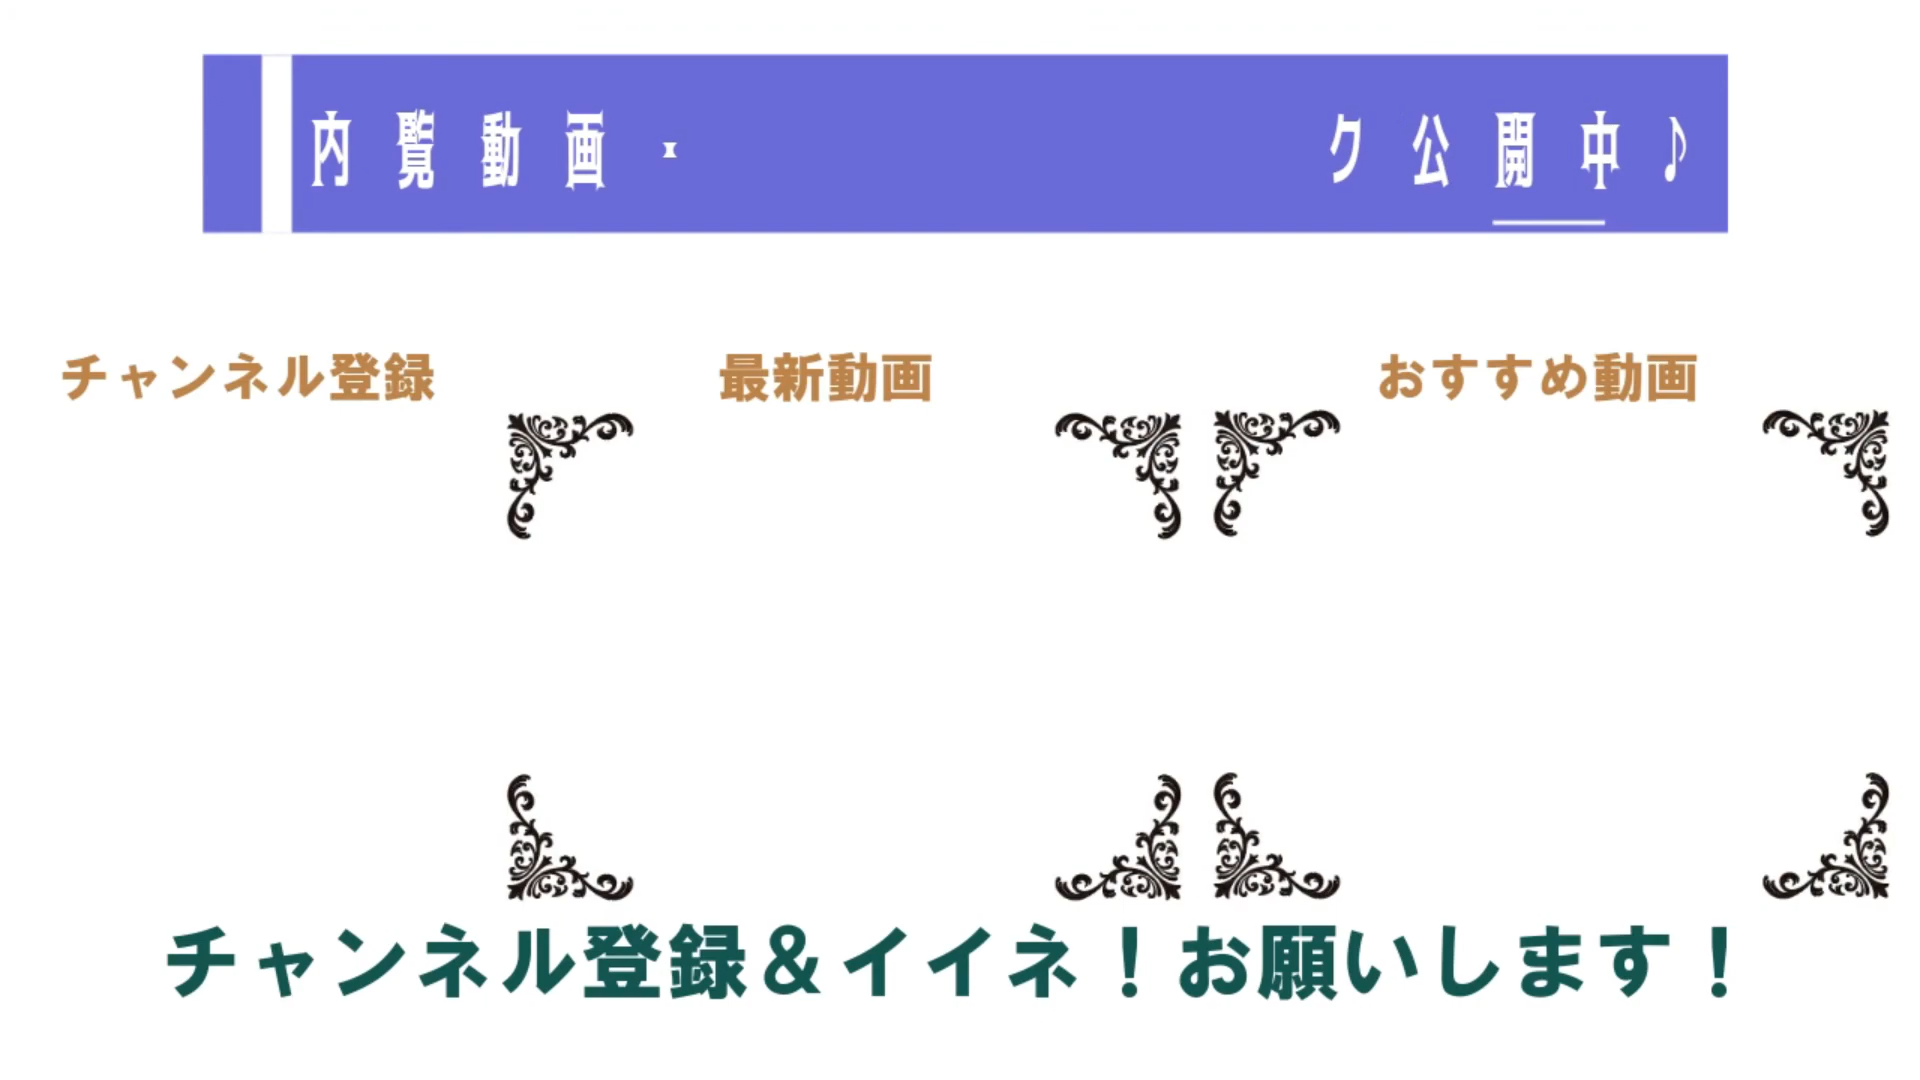 内覧動画・ ク公開中♪
チャンネル登録 最新動画 おすすめ動画
チャンネル登録＆イイネ！お願いします！